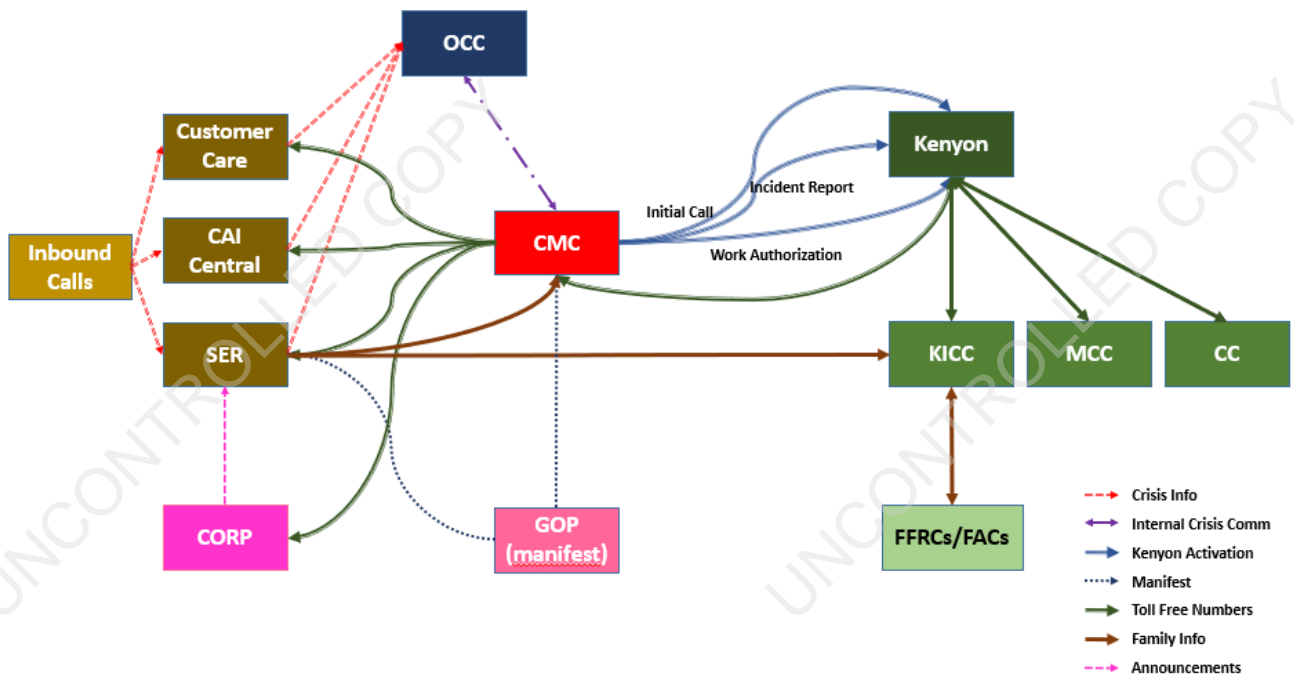 OCC
Customer
Care
Kenyon
Incident Report
Initial Call
CAI
Central
CMC
Inbound
Calls
Work Authorization
SER
KICC
MCC
CC
CORP
GOP
(manifest)
FFRCs/FACs
Crisis Info
Internal Crisis Comm
Kenyon Activation
Manifest
Toll Free Numbers
Family Info
Announcements
UNCONTROLLED COPY
UNCONTROLLED COPY